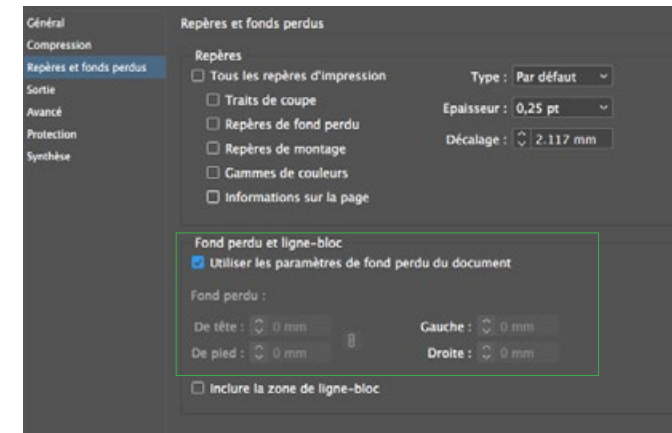 Général
Compression
Repères et fonds perdus
Sortie
Avancé
Protection
Synthèse
Repères et fonds perdus
Repères
Tous les repères d'impression
Traits de coupe
Repères de fond perdu
Repères de montage
Gammes de couleurs
Informations sur la page
Type : Par défaut
Epaisseur : 0,25 pt
Décalage : 2.117 mm
Fond perdu et ligne-bloc
Utiliser les paramètres de fond perdu du document
Fond perdu :
De tête : 0 mm
De pied : 0 mm
Gauche : 0 mm
Droite : 0 mm
Inclure la zone de ligne-bloc